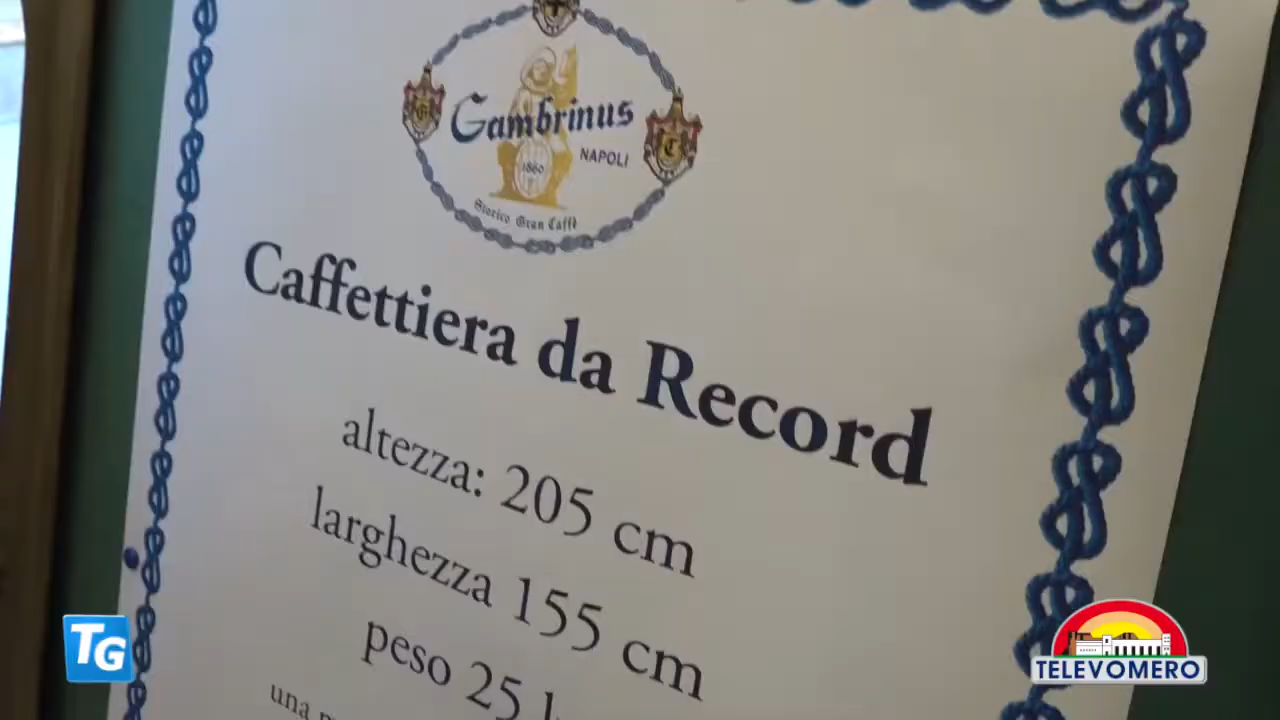 Gambrinus
NAPOLI
1860
Storico Gran Caffè
Caffettiera da Record
altezza: 205 cm
larghezza 155 cm
peso 25
una
TG
TELEVOMERO